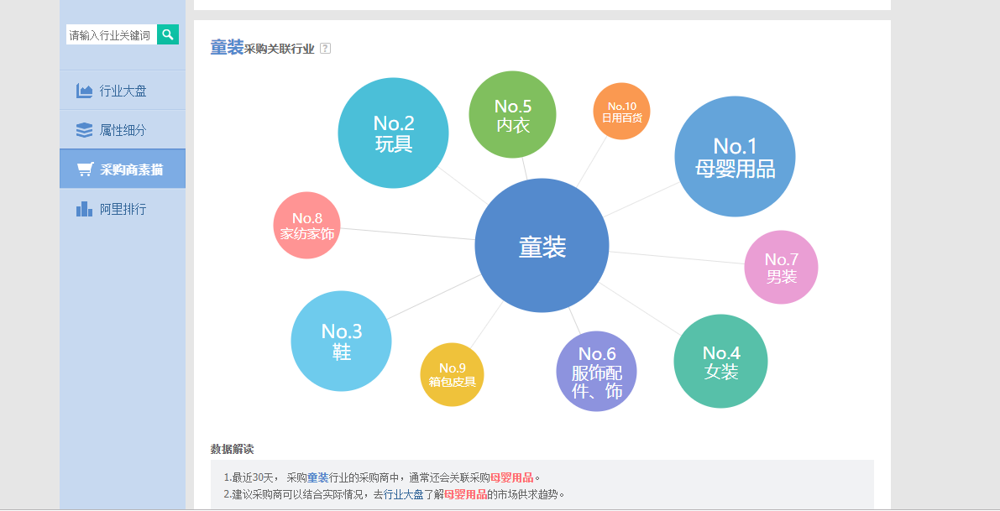 请输入行业关键词
行业大盘
属性细分
采购商素描
阿里排行
童装采购关联行业 ?
No.2
玩具
No.5
内衣
No.10
日用百货
No.1
母婴用品
No.8
家纺家饰
童装
No.7
男装
No.3
鞋
No.9
箱包皮具
No.6
服饰配
件、饰
No.4
女装
数据解读
1.最近30天， 采购童装行业的采购商中，通常还会关联采购母婴用品。
2.建议采购商可以结合实际情况，去行业大盘了解母婴用品的市场供求趋势。